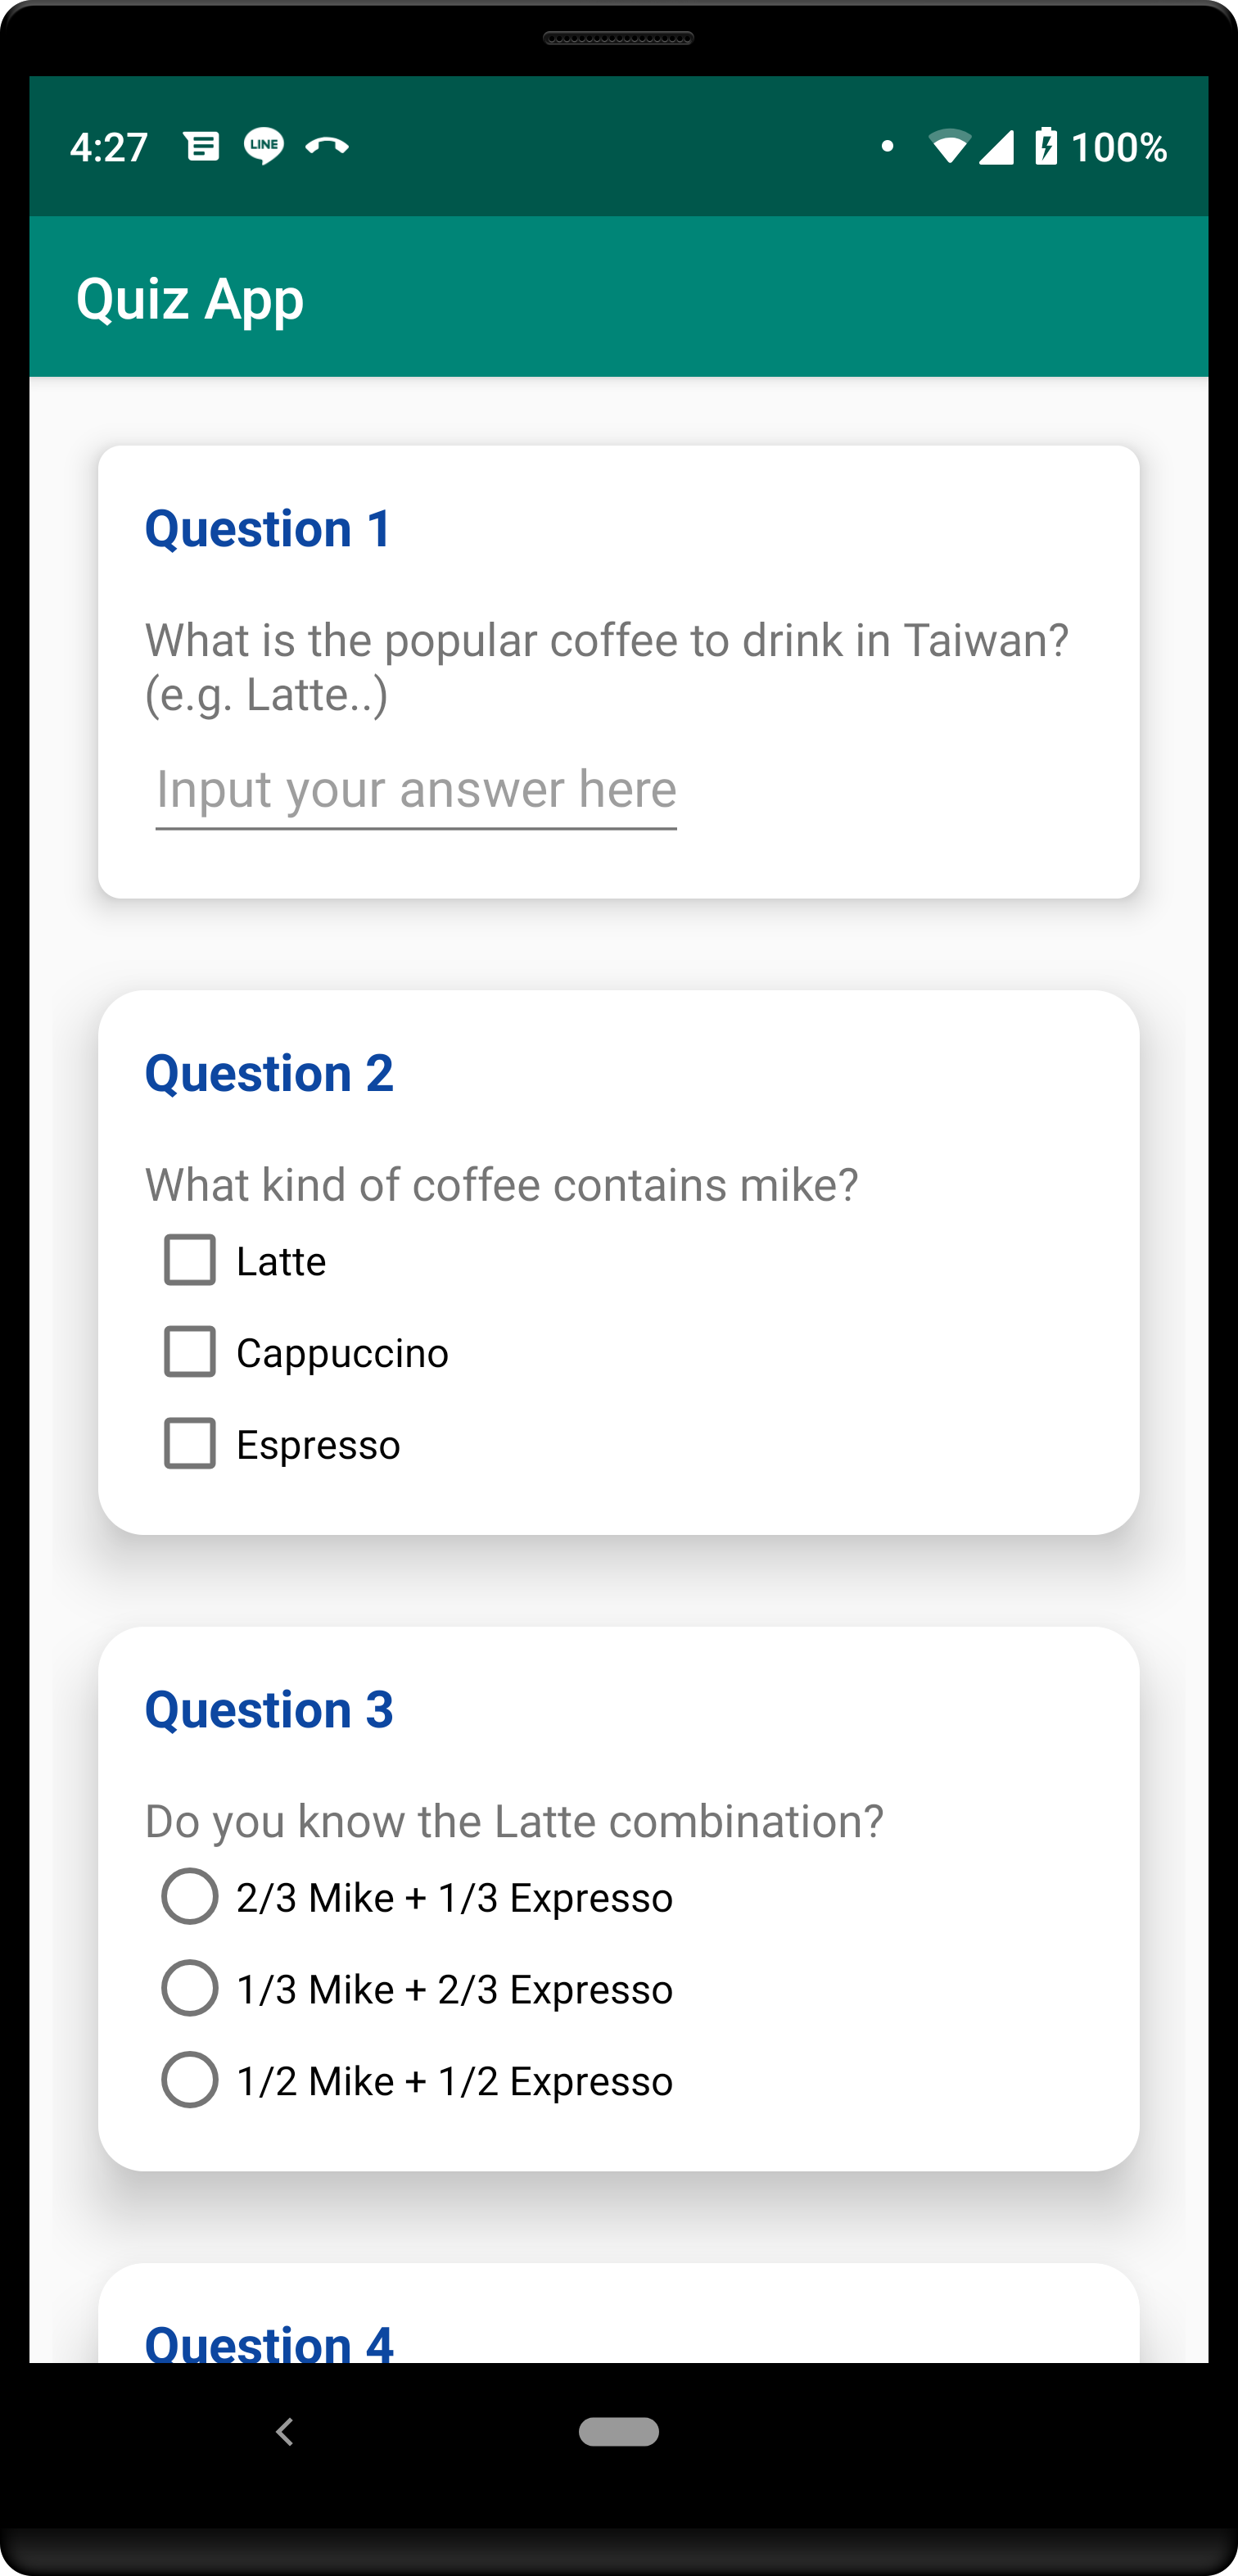 4:27 LINE 100%
Quiz App
Question 1
What is the popular coffee to drink in Taiwan?
(e.g. Latte..)
Input your answer here
Question 2
What kind of coffee contains mike?
Latte
Cappuccino
Espresso
Question 3
Do you know the Latte combination?
2/3 Mike + 1/3 Expresso
1/3 Mike + 2/3 Expresso
1/2 Mike + 1/2 Expresso
Question 4